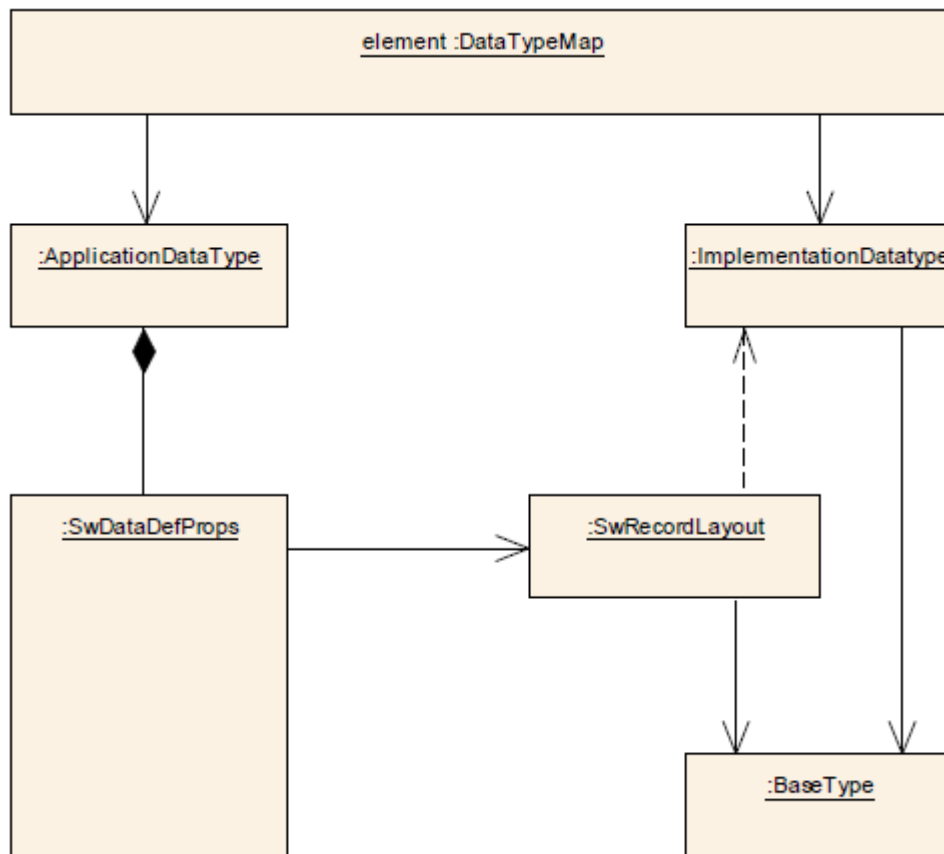 element :DataTypeMap
:ApplicationDataType
:ImplementationDatatype
:SwDataDefProps
:SwRecordLayout
:BaseType